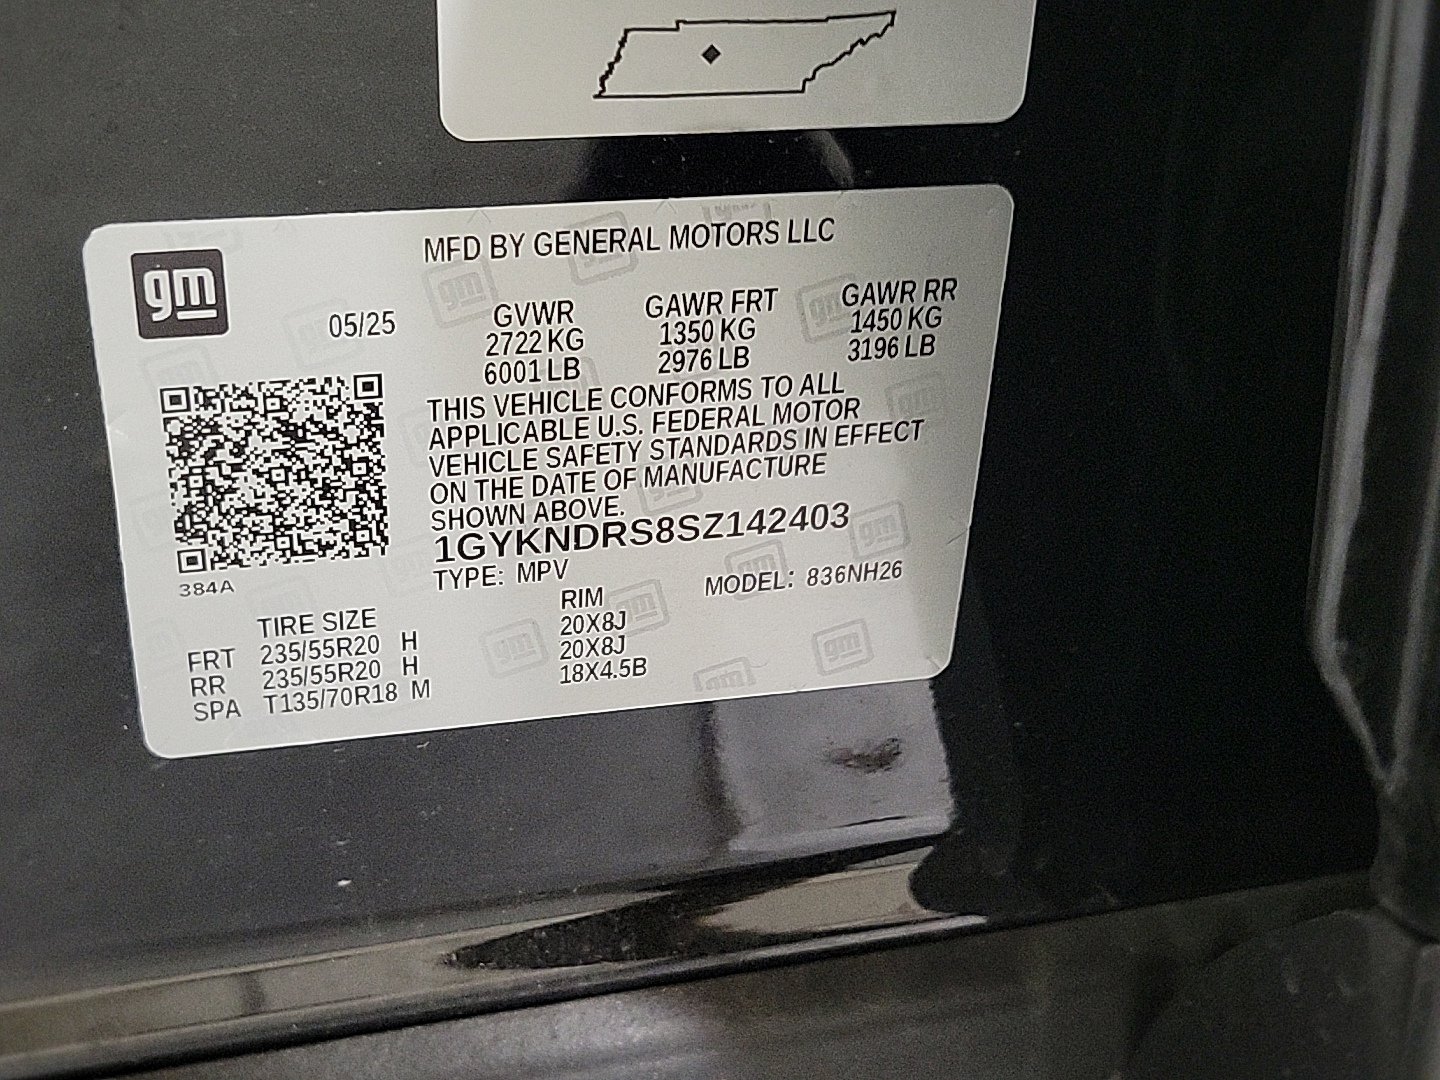 gm
MFD BY GENERAL MOTORS LLC
05/25
GVWR GAWR FRT GAWR RR
2722 KG 1350 KG 1450 KG
6001 LB 2976 LB 3196 LB
THIS VEHICLE CONFORMS TO ALL
APPLICABLE U.S. FEDERAL MOTOR
VEHICLE SAFETY STANDARDS IN EFFECT
ON THE DATE OF MANUFACTURE
SHOWN ABOVE.
1GYKNDRS8SZ142403
TYPE: MPV MODEL: 836NH26
384A
TIRE SIZE RIM
FRT 235/55R20 H 20X8J
RR 235/55R20 H 20X8J
SPA T135/70R18 M 18X4.5B